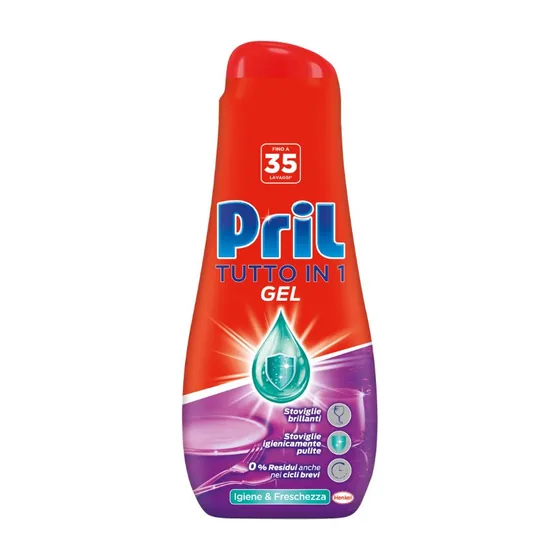 FINO A
35
LAVAGGI*
Pril
TUTTO IN 1
GEL
Stoviglie
brillanti
Stoviglie
igienicamente
pulite
0% Residui anche
nei cicli brevi
Igiene & Freschezza
Henkel